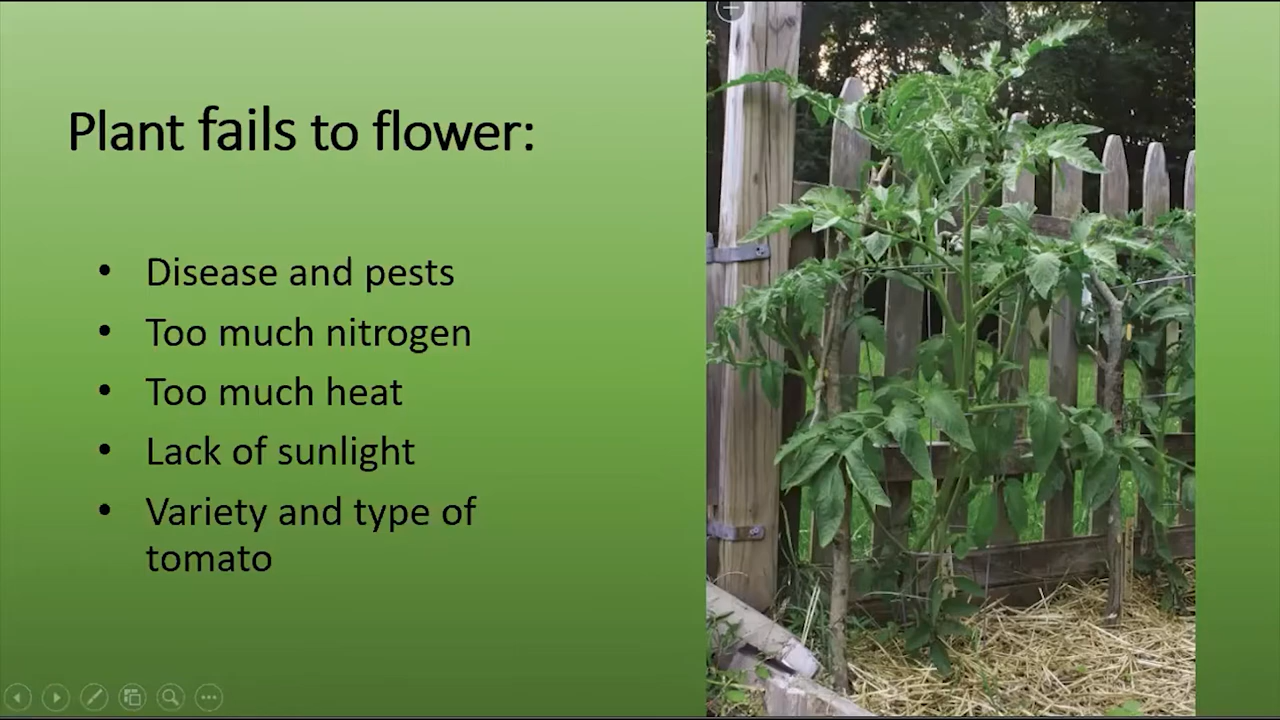 Plant fails to flower:
• Disease and pests
• Too much nitrogen
• Too much heat
• Lack of sunlight
• Variety and type of
tomato